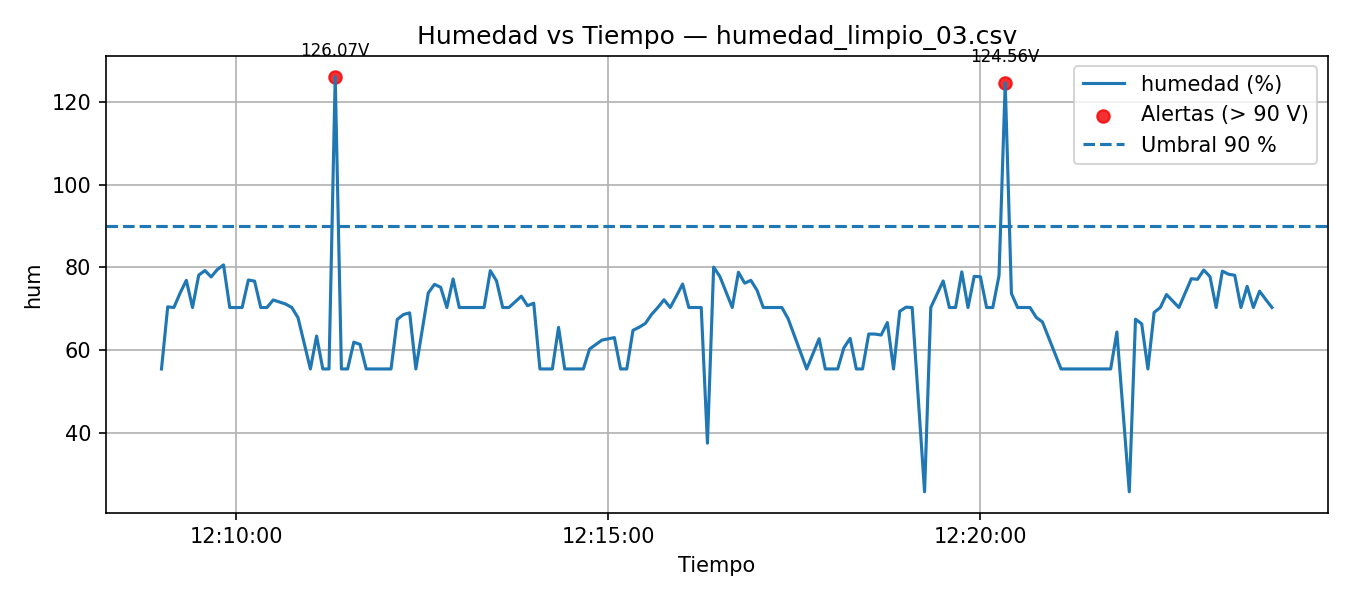 Humedad vs Tiempo — humedad_limpio_03.csv
126.07V
124.56V
humedad (%)
Alertas (> 90 V)
Umbral 90 %
120
100
80
60
40
hum
12:10:00
12:15:00
12:20:00
Tiempo